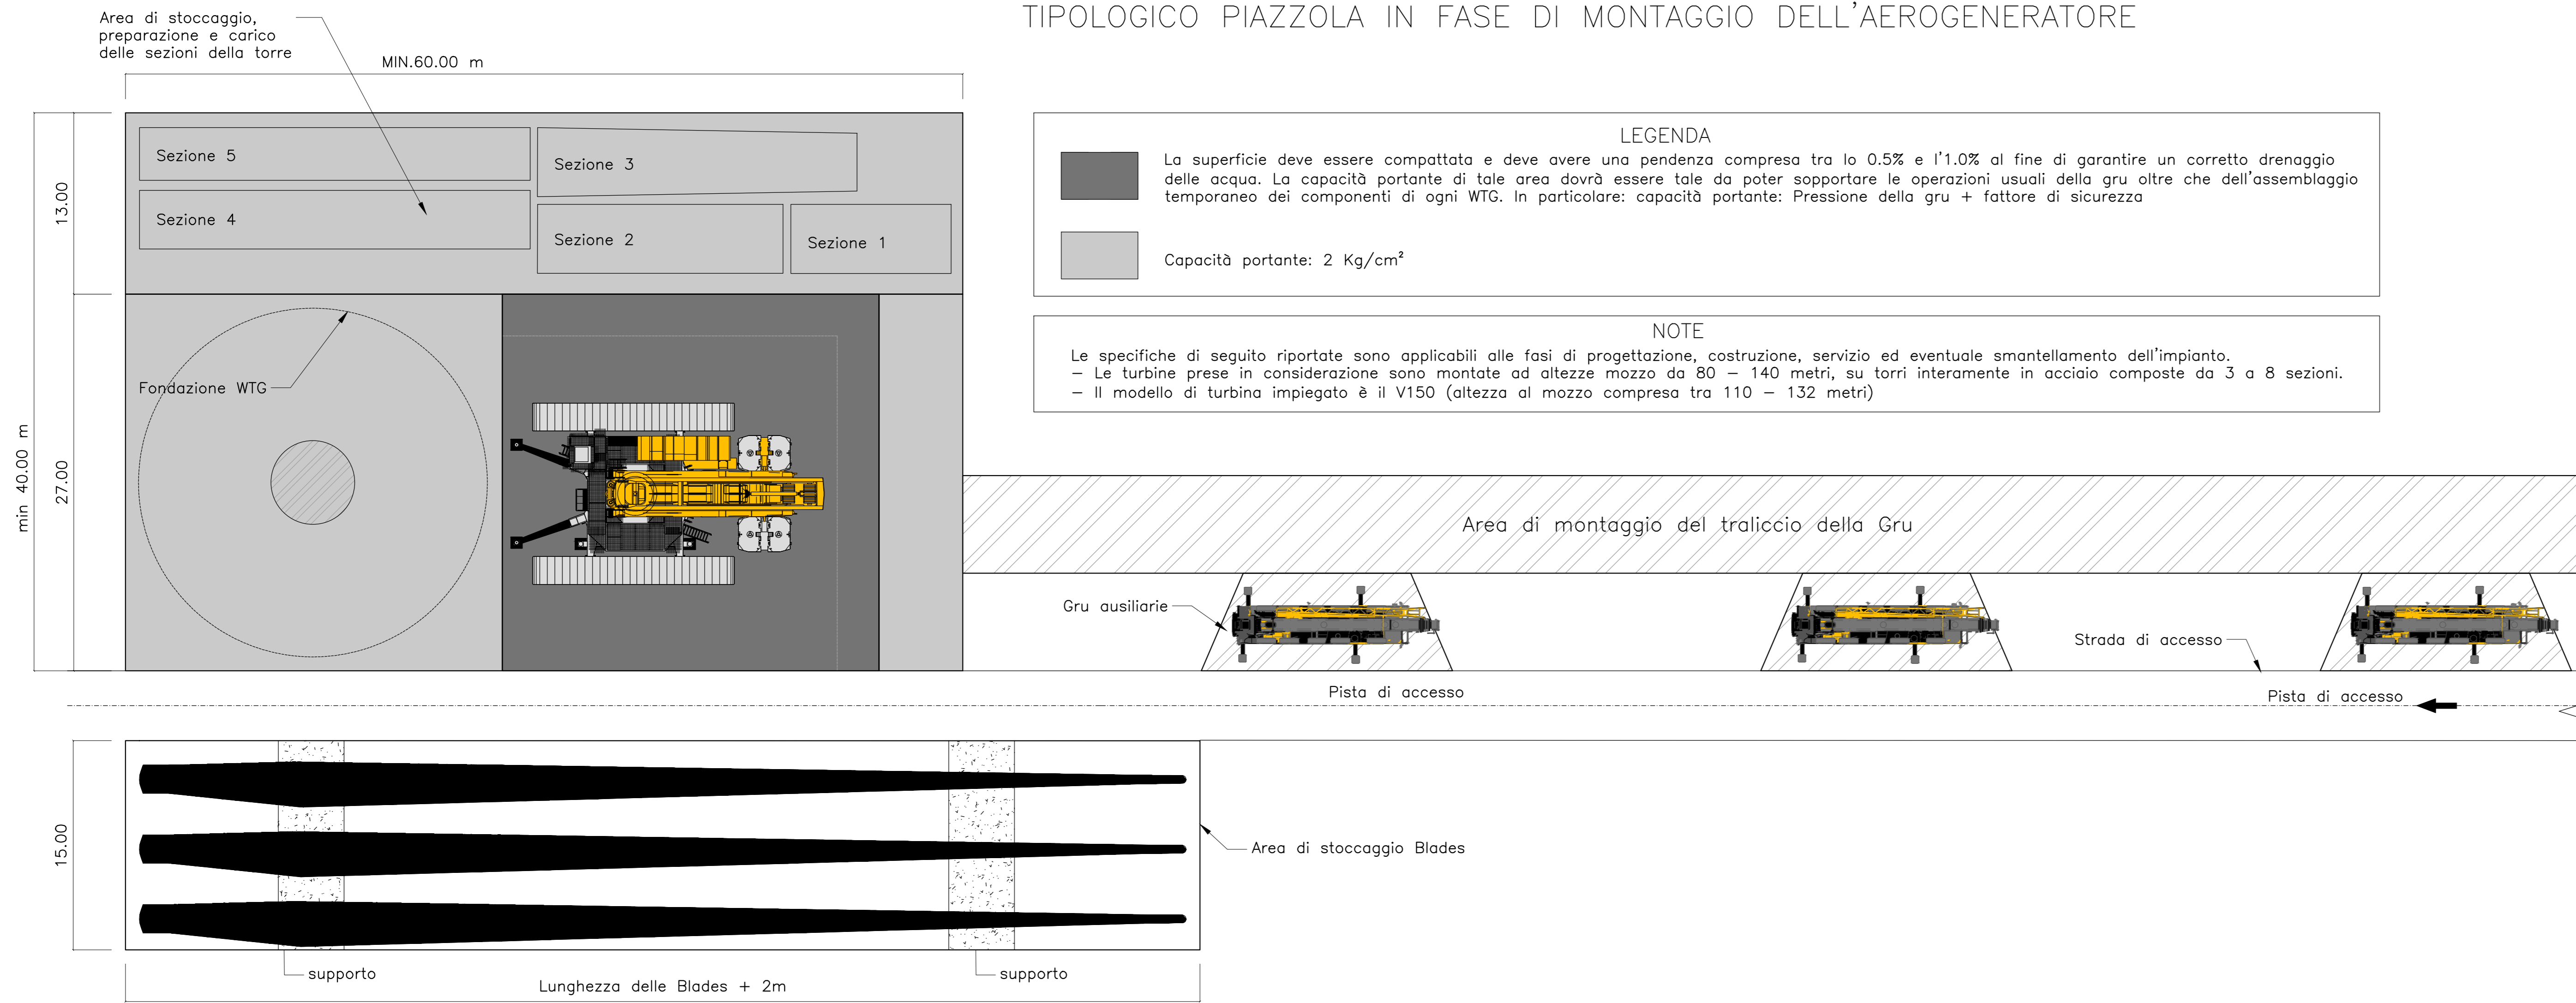 TIPOLOGICO PIAZZOLA IN FASE DI MONTAGGIO DELL'AEROGENERATORE
Area di stoccaggio,
preparazione e carico
delle sezioni della torre
MIN.60.00 m
13.00
27.00
min 40.00 m
Sezione 5
Sezione 3
Sezione 4
Sezione 2
Sezione 1
Fondazione WTG
LEGENDA
La superficie deve essere compattata e deve avere una pendenza compresa tra lo 0.5% e l'1.0% al fine di garantire un corretto drenaggio
delle acqua. La capacità portante di tale area dovrà essere tale da poter sopportare le operazioni usuali della gru oltre che dell'assemblaggio
temporaneo dei componenti di ogni WTG. In particolare: capacità portante: Pressione della gru + fattore di sicurezza
Capacità portante: 2 Kg/cm²
NOTE
Le specifiche di seguito riportate sono applicabili alle fasi di progettazione, costruzione, servizio ed eventuale smantellamento dell'impianto.
– Le turbine prese in considerazione sono montate ad altezze mozzo da 80 – 140 metri, su torri interamente in acciaio composte da 3 a 8 sezioni.
– Il modello di turbina impiegato è il V150 (altezza al mozzo compresa tra 110 – 132 metri)
Area di montaggio del traliccio della Gru
Gru ausiliarie
Strada di accesso
Pista di accesso
Pista di accesso
15.00
Area di stoccaggio Blades
supporto
supporto
Lunghezza delle Blades + 2m